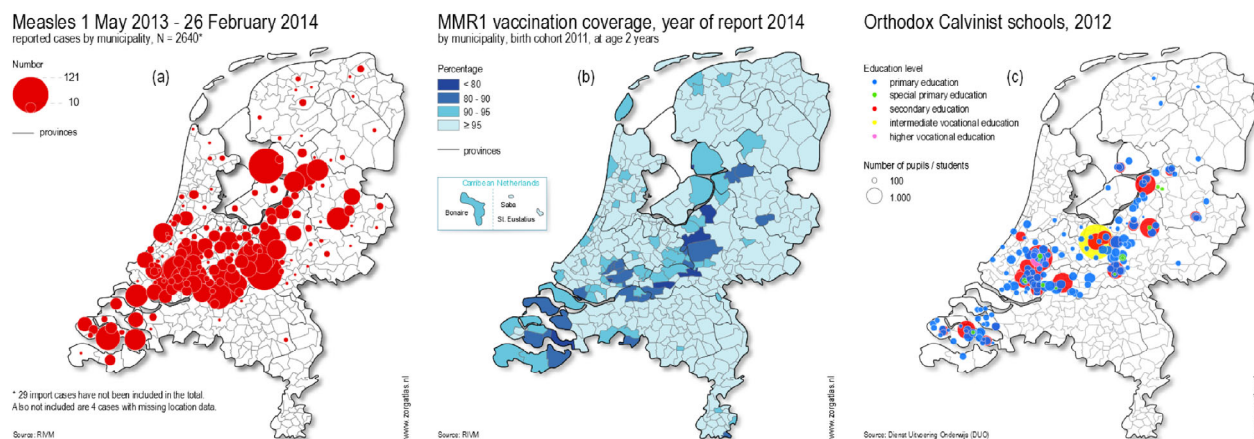 Measles 1 May 2013 - 26 February 2014
reported cases by municipality, N = 2640*
Number
(a)
121
10
provinces
* 29 import cases have not been included in the total.
Also not included are 4 cases with missing location data.
Source: RIVM
www.zorgatlas.nl
MMR1 vaccination coverage, year of report 2014
by municipality, birth cohort 2011, at age 2 years
Percentage
(b)
< 80
80 - 90
90 - 95
≥ 95
provinces
Carribean Netherlands
Saba
Bonaire
St. Eustatius
Source: RIVM
www.zorgatlas.nl
Orthodox Calvinist schools, 2012
Education level
(c)
primary education
special primary education
secondary education
intermediate vocational education
higher vocational education
Number of pupils / students
100
1.000
Source: Dienst Uitvoering Onderwijs (DUO)
www.zorgatlas.nl